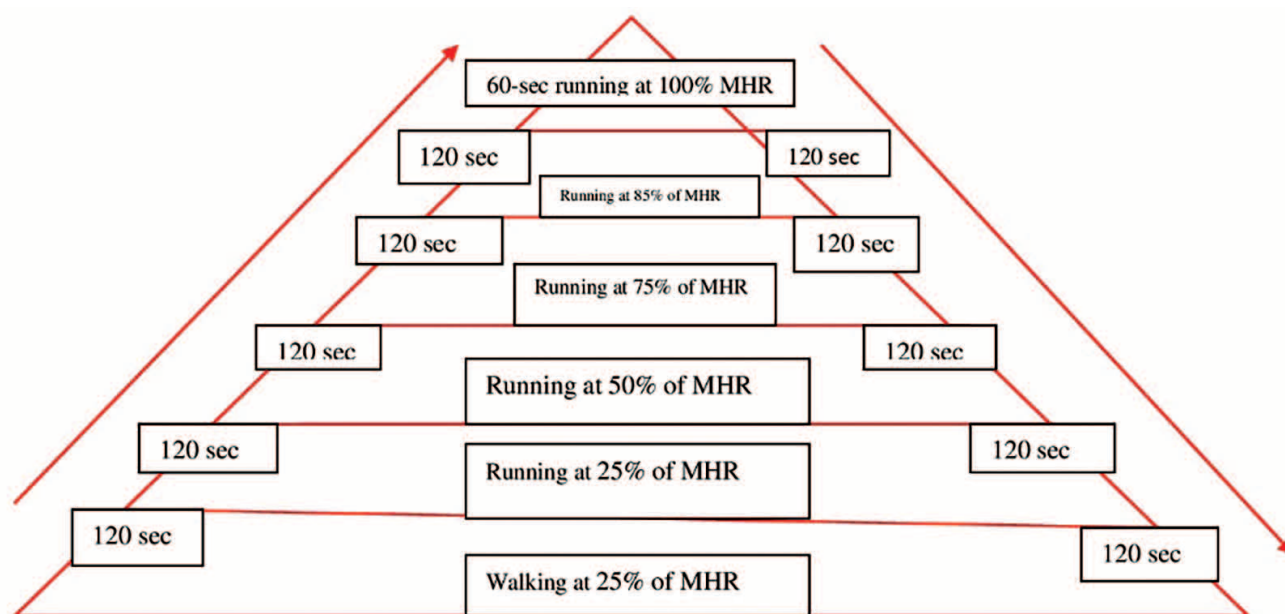 60-sec running at 100% MHR
120 sec
120 sec
Running at 85% of MHR
120 sec
120 sec
Running at 75% of MHR
120 sec
120 sec
Running at 50% of MHR
120 sec
120 sec
Running at 25% of MHR
120 sec
120 sec
Walking at 25% of MHR